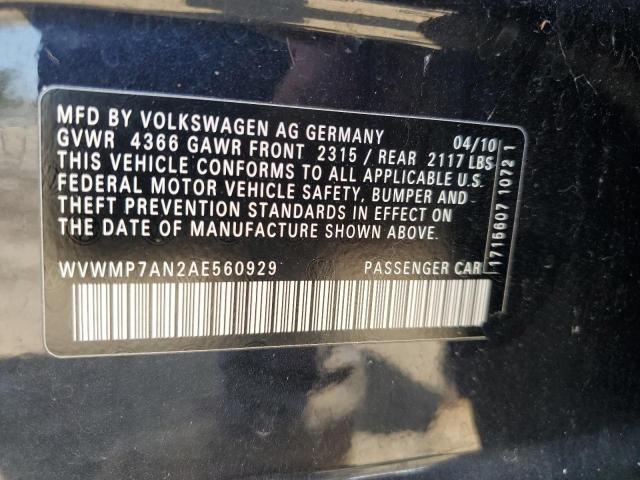 MFD BY VOLKSWAGEN AG GERMANY 04/10
GVWR 4366 GAWR FRONT 2315 / REAR 2117 LBS
THIS VEHICLE CONFORMS TO ALL APPLICABLE U.S.
FEDERAL MOTOR VEHICLE SAFETY, BUMPER AND
THEFT PREVENTION STANDARDS IN EFFECT ON
THE DATE OF MANUFACTURE SHOWN ABOVE.
WVWMP7AN2AE560929 PASSENGER CAR
1716607 1072 1